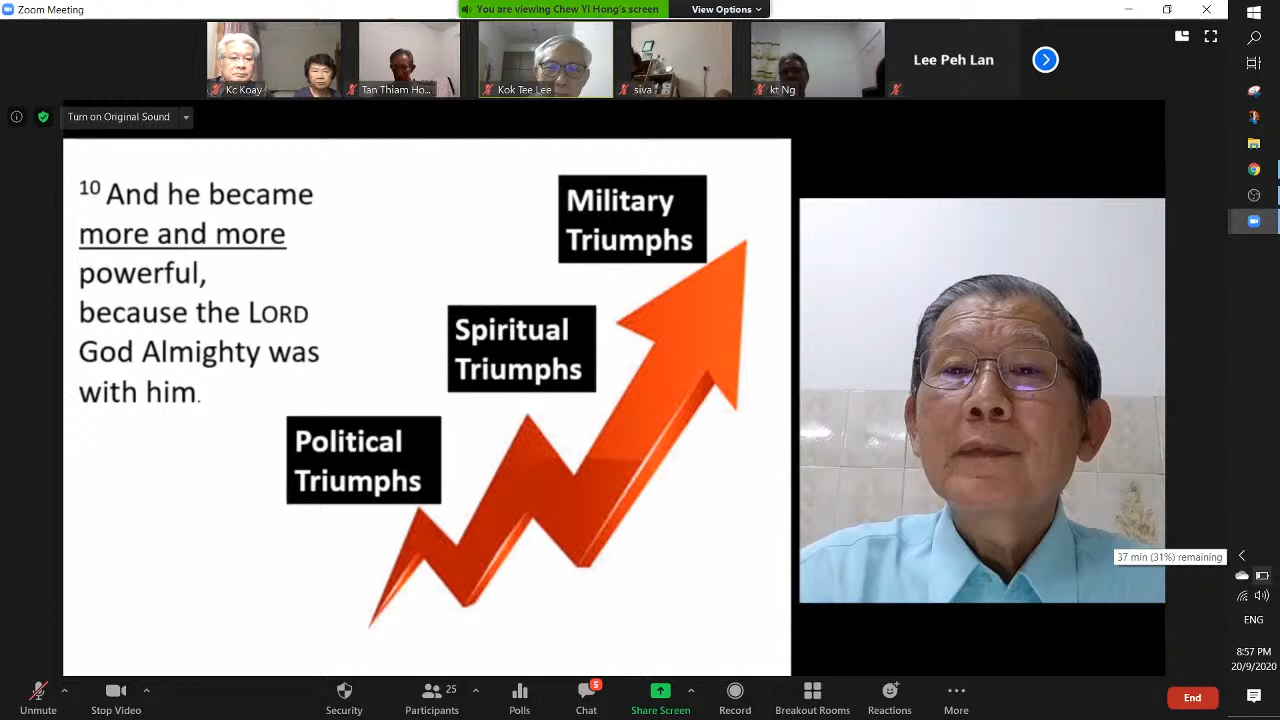 Zoom Meeting
You are viewing Chew YI Hong's screen
View Options
Kc Koay
Tan Thiam Ho...
Kok Tee Lee
siva
kt Ng
Lee Peh Lan
Turn on Original Sound
10 And he became
more and more
powerful,
because the LORD
God Almighty was
with him.
Military
Triumphs
Spiritual
Triumphs
Political
Triumphs
37 min (31%) remaining
ENG
8:57 PM
20/9/2020
Unmute
Stop Video
Security
Participants
25
Polls
Chat
5
Share Screen
Record
Breakout Rooms
Reactions
More
End